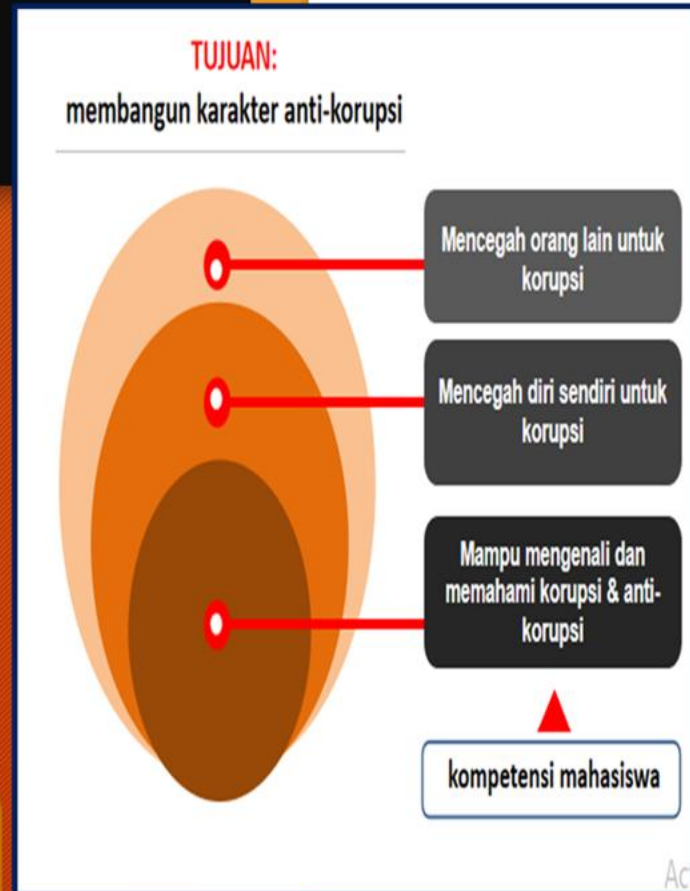 TUJUAN:
membangun karakter anti-korupsi
Mencegah orang lain untuk
korupsi
Mencegah diri sendiri untuk
korupsi
Mampu mengenali dan
memahami korupsi & anti-
korupsi
kompetensi mahasiswa